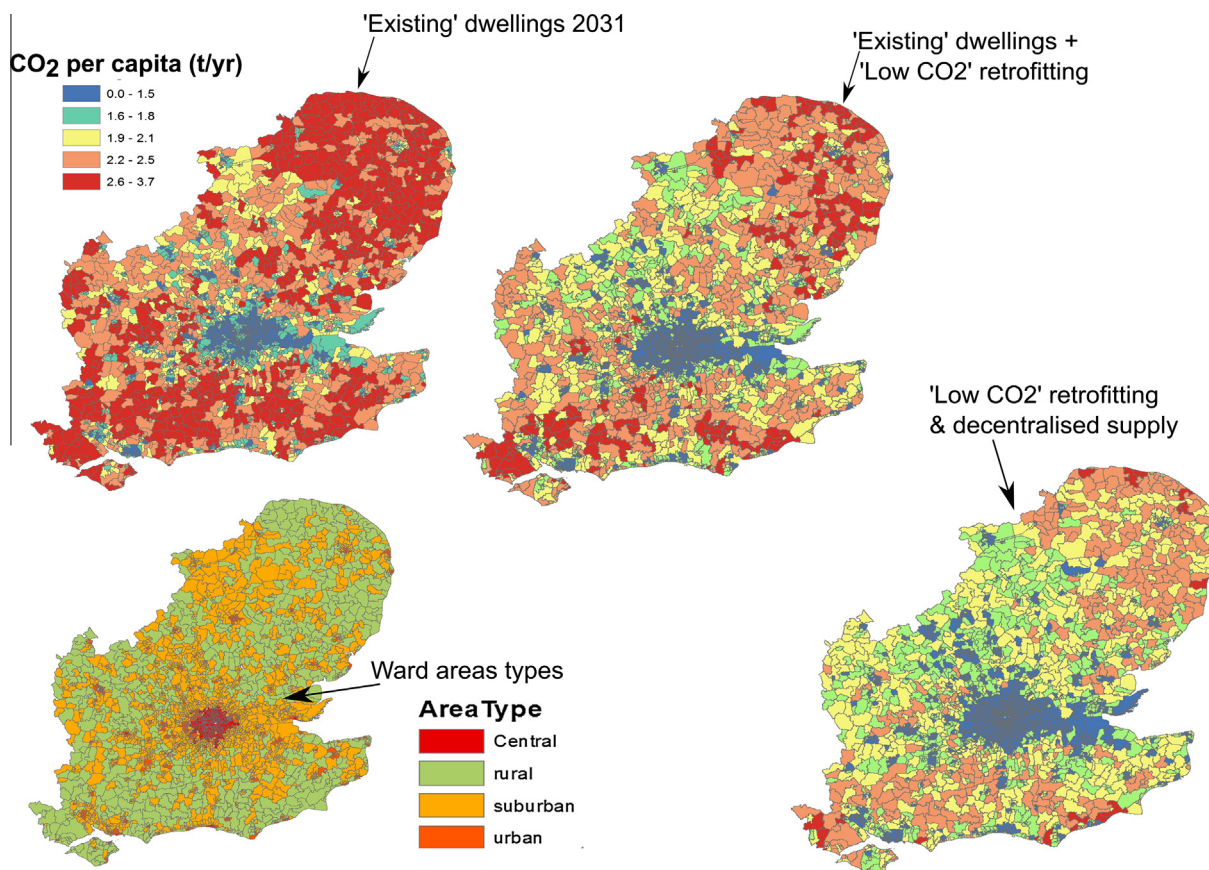 'Existing' dwellings 2031
'Existing' dwellings +
'Low CO2' retrofitting
CO2 per capita (t/yr)
0.0 - 1.5
1.6 - 1.8
1.9 - 2.1
2.2 - 2.5
2.6 - 3.7
'Low CO2' retrofitting
& decentralised supply
Ward areas types
AreaType
Central
rural
suburban
urban